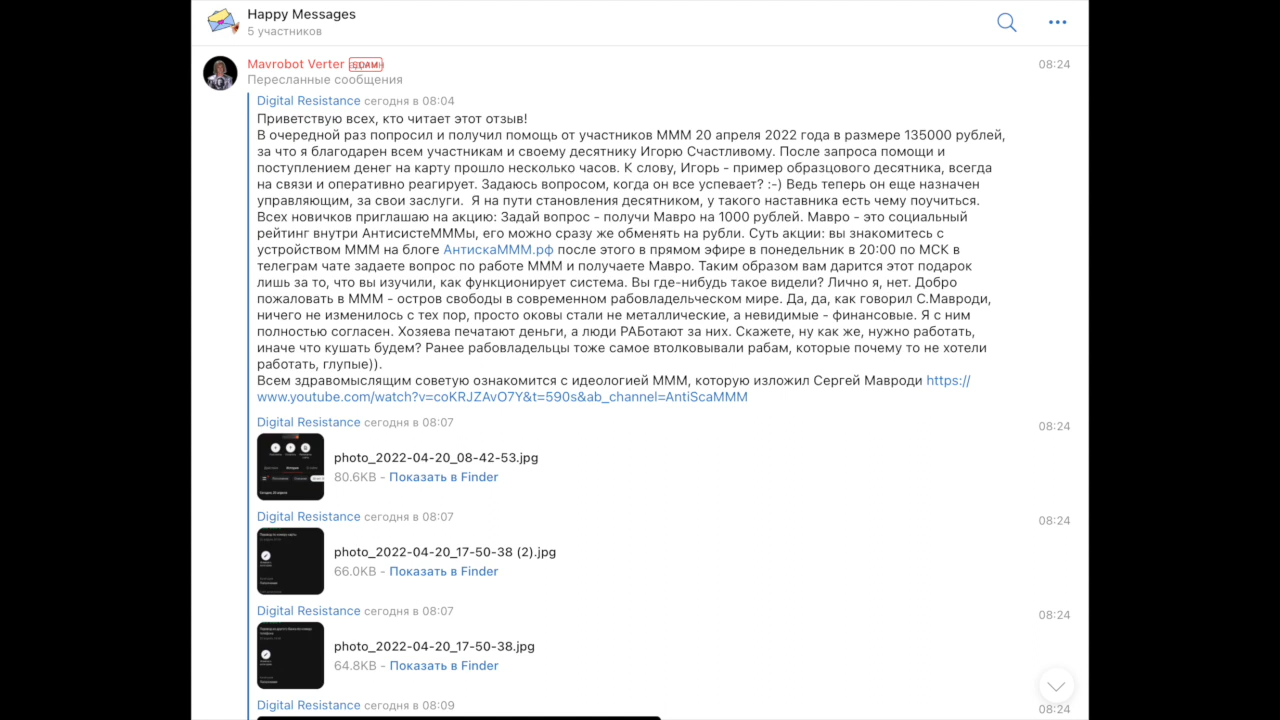 Happy Messages
5 участников
Mavrobot Verter
08:24
Пересланные сообщения
Digital Resistance сегодня в 08:04
Приветствую всех, кто читает этот отзыв!
В очередной раз попросил и получил помощь от участников МММ 20 апреля 2022 года в размере 135000 рублей,
за что я благодарен всем участникам и своему десятнику Игорю Счастливому. После запроса помощи и
поступлением денег на карту прошло несколько часов. К слову, Игорь - пример образцового десятника, всегда
на связи и оперативно реагирует. Задаюсь вопросом, когда он все успевает? :-) Ведь теперь он еще назначен
управляющим, за свои заслуги.  Я на пути становления десятником, у такого наставника есть чему поучиться.
Всех новичков приглашаю на акцию: Задай вопрос - получи Мавро на 1000 рублей. Мавро - это социальный
рейтинг внутри АнтисистеМММы, его можно сразу же обменять на рубли. Суть акции: вы знакомитесь с
устройством МММ на блоге АнтискаМММ.рф после этого в прямом эфире в понедельник в 20:00 по МСК в
телеграм чате задаете вопрос по работе МММ и получаете Мавро. Таким образом вам дарится этот подарок
лишь за то, что вы изучили, как функционирует система. Вы где-нибудь такое видели? Лично я, нет. Добро
пожаловать в МММ - остров свободы в современном рабовладельческом мире. Да, да, как говорил С.Мавроди,
ничего не изменилось с тех пор, просто оковы стали не металлические, а невидимые - финансовые. Я с ним
полностью согласен. Хозяева печатают деньги, а люди РАБотают за них. Скажете, ну как же, нужно работать,
иначе что кушать будем? Ранее рабовладельцы тоже самое втолковывали рабам, которые почему то не хотели
работать, глупые)).
Всем здравомыслящим советую ознакомится с идеологией МММ, которую изложил Сергей Мавроди https://
www.youtube.com/watch?v=coKRJZAvO7Y&t=590s&ab_channel=AntiScaMMM
Digital Resistance сегодня в 08:07
08:24
photo_2022-04-20_08-42-53.jpg
80.6KB - Показать в Finder
Digital Resistance сегодня в 08:07
08:24
photo_2022-04-20_17-50-38 (2).jpg
66.0KB - Показать в Finder
Digital Resistance сегодня в 08:07
08:24
photo_2022-04-20_17-50-38.jpg
64.8KB - Показать в Finder
Digital Resistance сегодня в 08:09
08:24